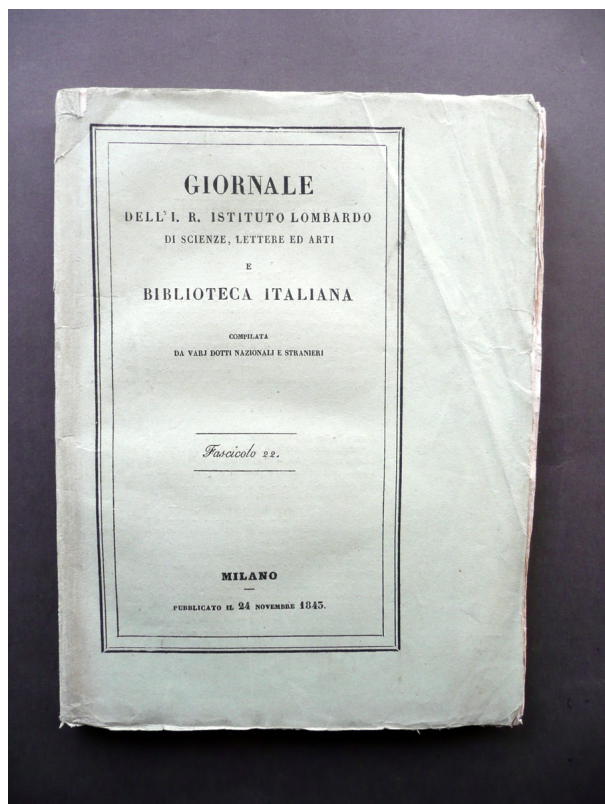 GIORNALE
DELL' I. R. ISTITUTO LOMBARDO
DI SCIENZE, LETTERE ED ARTI
E
BIBLIOTECA ITALIANA
COMPILATA
DA VARJ DOTTI NAZIONALI E STRANIERI
Fascicolo 22.
MILANO
PUBBLICATO IL 24 NOVEMBRE 1843.